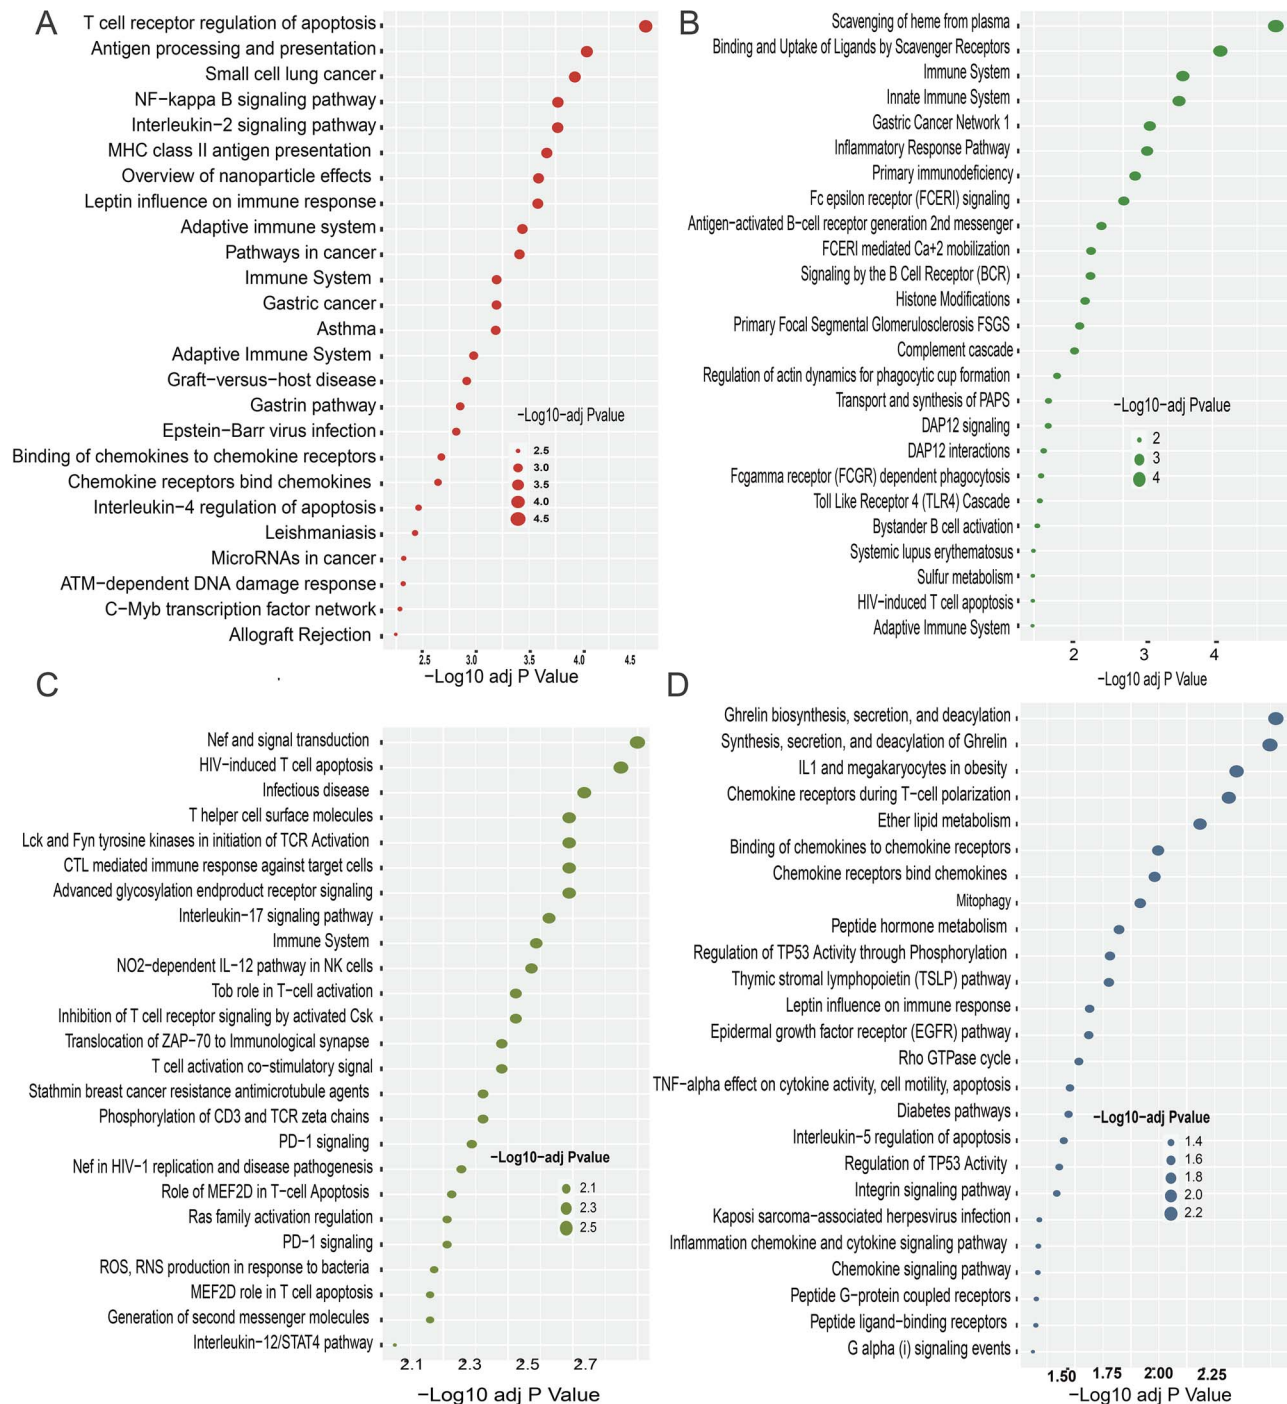 A
T cell receptor regulation of apoptosis
Antigen processing and presentation
Small cell lung cancer
NF-kappa B signaling pathway
Interleukin-2 signaling pathway
MHC class II antigen presentation
Overview of nanoparticle effects
Leptin influence on immune response
Adaptive immune system
Pathways in cancer
Immune System
Gastric cancer
Asthma
Adaptive Immune System
Graft-versus-host disease
Gastrin pathway
Epstein-Barr virus infection
Binding of chemokines to chemokine receptors
Chemokine receptors bind chemokines
Interleukin-4 regulation of apoptosis
Leishmaniasis
MicroRNAs in cancer
ATM-dependent DNA damage response
C-Myb transcription factor network
Allograft Rejection
-Log10-adj Pvalue
2.5
3.0
3.5
4.0
4.5
2.5 3.0 3.5 4.0 4.5
-Log10 adj P Value
B
Scavenging of heme from plasma
Binding and Uptake of Ligands by Scavenger Receptors
Immune System
Innate Immune System
Gastric Cancer Network 1
Inflammatory Response Pathway
Primary immunodeficiency
Fc epsilon receptor (FCERI) signaling
Antigen-activated B-cell receptor generation 2nd messenger
FCERI mediated Ca+2 mobilization
Signaling by the B Cell Receptor (BCR)
Histone Modifications
Primary Focal Segmental Glomerulosclerosis FSGS
Complement cascade
Regulation of actin dynamics for phagocytic cup formation
Transport and synthesis of PAPS
DAP12 signaling
DAP12 interactions
Fcgamma receptor (FCGR) dependent phagocytosis
Toll Like Receptor 4 (TLR4) Cascade
Bystander B cell activation
Systemic lupus erythematosus
Sulfur metabolism
HIV-induced T cell apoptosis
Adaptive Immune System
-Log10-adj Pvalue
2
3
4
2 3 4
-Log10 adj P Value
C
Nef and signal transduction
HIV-induced T cell apoptosis
Infectious disease
T helper cell surface molecules
Lck and Fyn tyrosine kinases in initiation of TCR Activation
CTL mediated immune response against target cells
Advanced glycosylation endproduct receptor signaling
Interleukin-17 signaling pathway
Immune System
NO2-dependent IL-12 pathway in NK cells
Tob role in T-cell activation
Inhibition of T cell receptor signaling by activated Csk
Translocation of ZAP-70 to Immunological synapse
T cell activation co-stimulatory signal
Stathmin breast cancer resistance antimicrotubule agents
Phosphorylation of CD3 and TCR zeta chains
PD-1 signaling
Nef in HIV-1 replication and disease pathogenesis
Role of MEF2D in T-cell Apoptosis
Ras family activation regulation
PD-1 signaling
ROS, RNS production in response to bacteria
MEF2D role in T cell apoptosis
Generation of second messenger molecules
Interleukin-12/STAT4 pathway
-Log10-adj Pvalue
2.1
2.3
2.5
2.1 2.3 2.5 2.7
-Log10 adj P Value
D
Ghrelin biosynthesis, secretion, and deacylation
Synthesis, secretion, and deacylation of Ghrelin
IL1 and megakaryocytes in obesity
Chemokine receptors during T-cell polarization
Ether lipid metabolism
Binding of chemokines to chemokine receptors
Chemokine receptors bind chemokines
Mitophagy
Peptide hormone metabolism
Regulation of TP53 Activity through Phosphorylation
Thymic stromal lymphopoietin (TSLP) pathway
Leptin influence on immune response
Epidermal growth factor receptor (EGFR) pathway
Rho GTPase cycle
TNF-alpha effect on cytokine activity, cell motility, apoptosis
Diabetes pathways
Interleukin-5 regulation of apoptosis
Regulation of TP53 Activity
Integrin signaling pathway
Kaposi sarcoma-associated herpesvirus infection
Inflammation chemokine and cytokine signaling pathway
Chemokine signaling pathway
Peptide G-protein coupled receptors
Peptide ligand-binding receptors
G alpha (i) signaling events
-Log10-adj Pvalue
1.4
1.6
1.8
2.0
2.2
1.50 1.75 2.00 2.25
-Log10 adj P Value